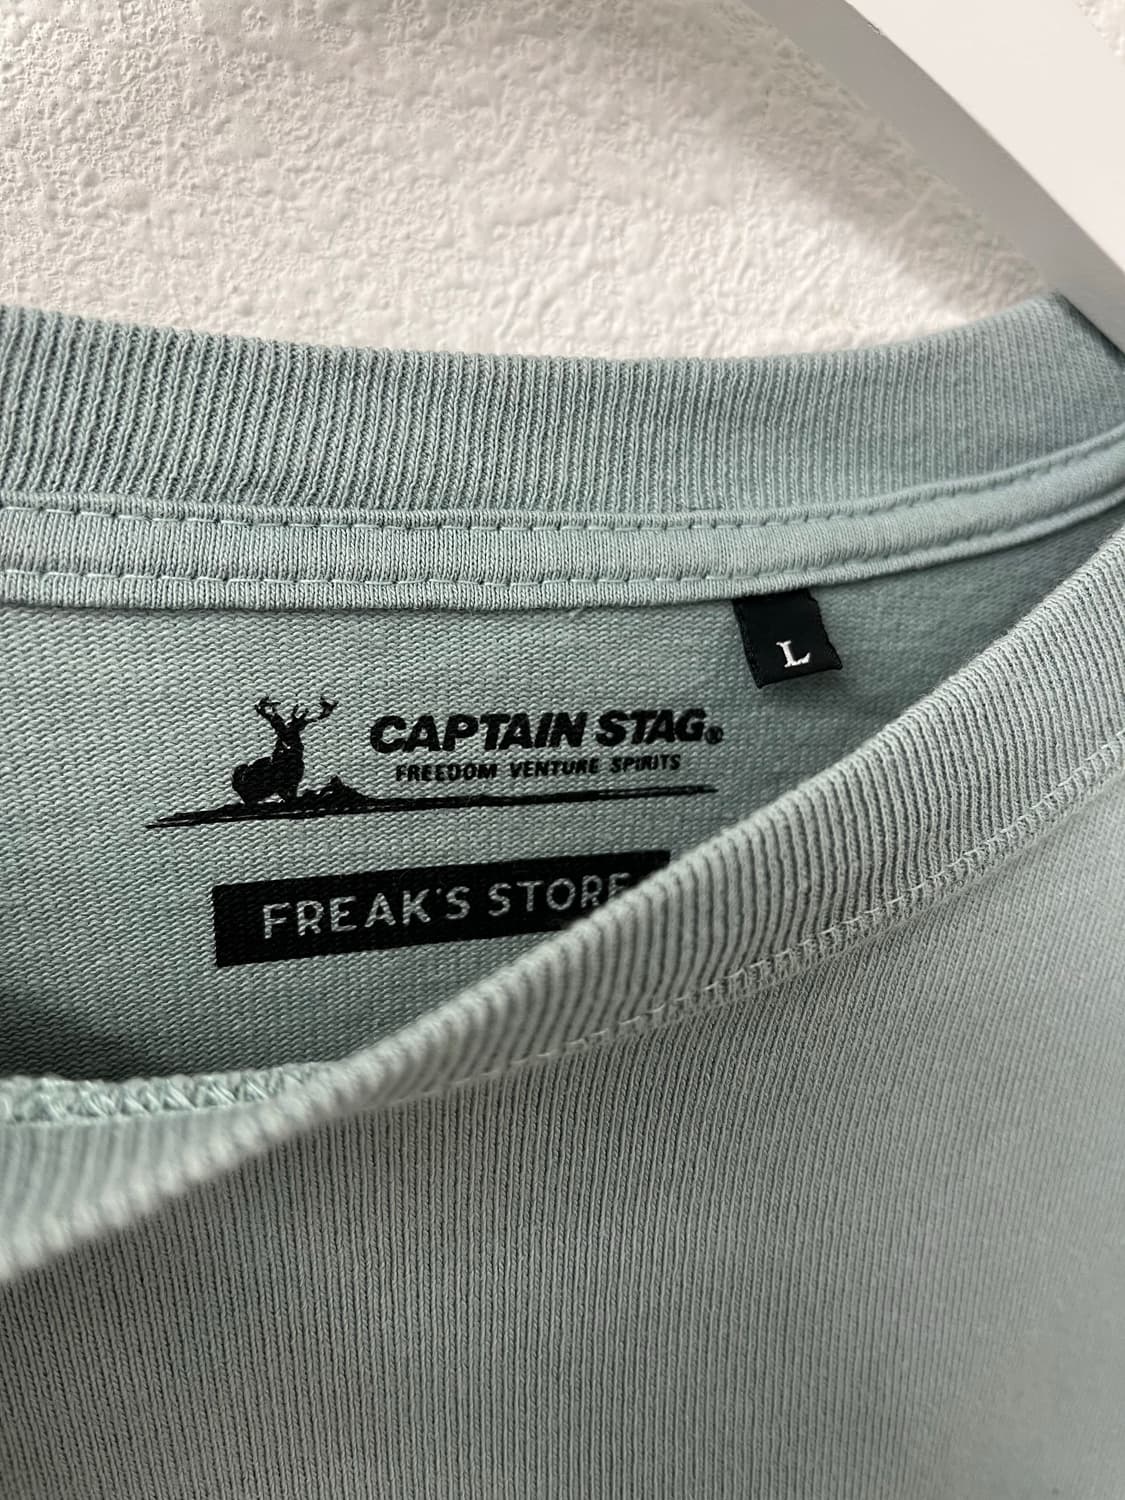 L
CAPTAIN STAG®
FREEDOM VENTURE SPIRITS
FREAK'S STORE